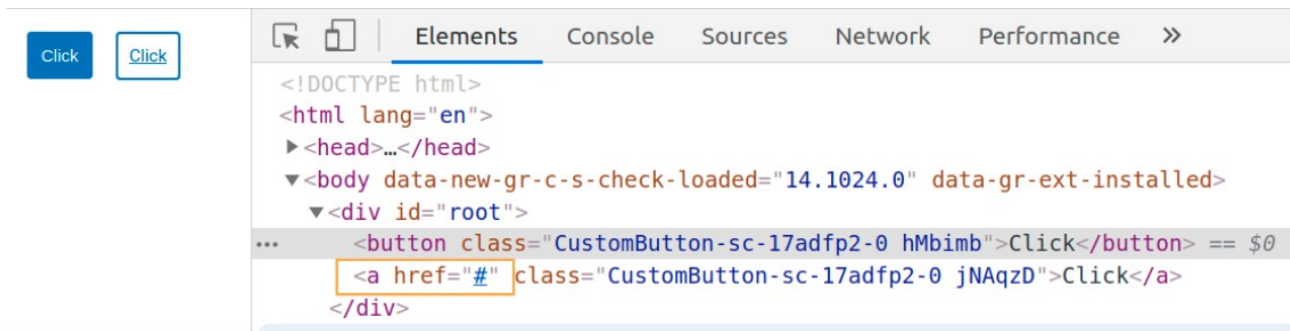 Click Click
Elements Console Sources Network Performance »
<!DOCTYPE html>
<html lang="en">
▶<head>…</head>
▼<body data-new-gr-c-s-check-loaded="14.1024.0" data-gr-ext-installed>
▼<div id="root">
••• <button class="CustomButton-sc-17adfp2-0 hMbimb">Click</button> == $0
<a href="#" class="CustomButton-sc-17adfp2-0 jNAqzD">Click</a>
</div>